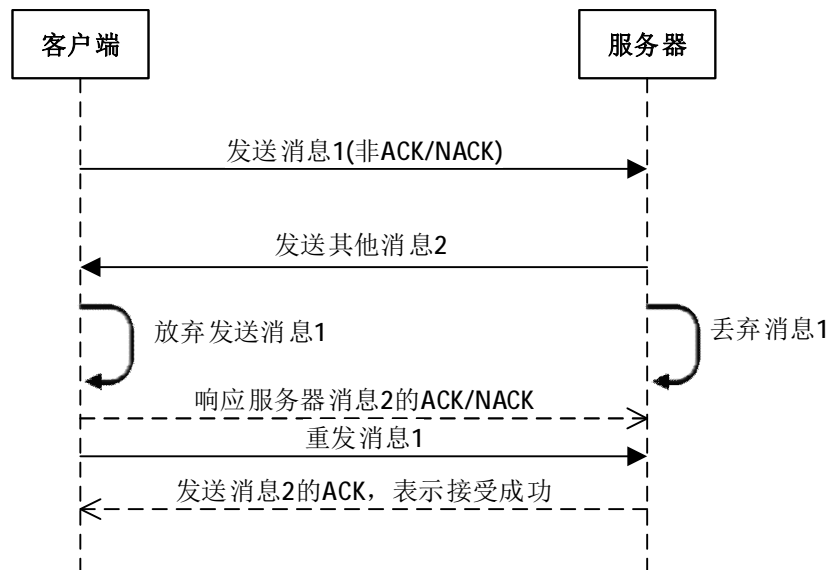 客户端
服务器
发送消息1(非ACK/NACK)
发送其他消息2
放弃发送消息1
丢弃消息1
响应服务器消息2的ACK/NACK
重发消息1
发送消息2的ACK，表示接受成功